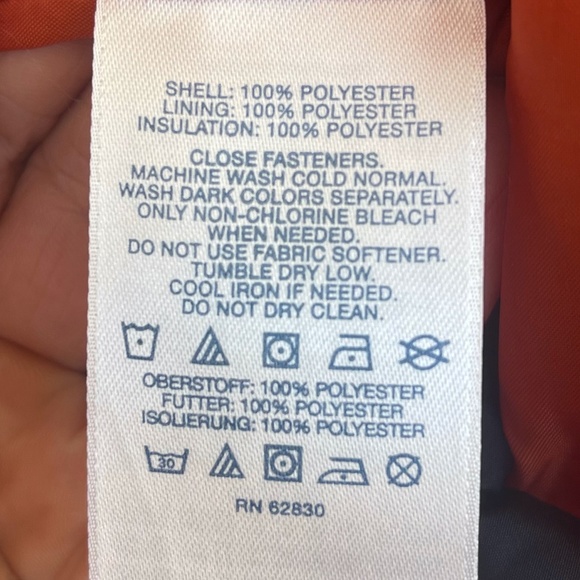 SHELL: 100% POLYESTER
LINING: 100% POLYESTER
INSULATION: 100% POLYESTER
CLOSE FASTENERS.
MACHINE WASH COLD NORMAL.
WASH DARK COLORS SEPARATELY.
ONLY NON-CHLORINE BLEACH
WHEN NEEDED.
DO NOT USE FABRIC SOFTENER.
TUMBLE DRY LOW.
COOL IRON IF NEEDED.
DO NOT DRY CLEAN.
OBERSTOFF: 100% POLYESTER
FUTTER: 100% POLYESTER
ISOLIERUNG: 100% POLYESTER
30
RN 62830